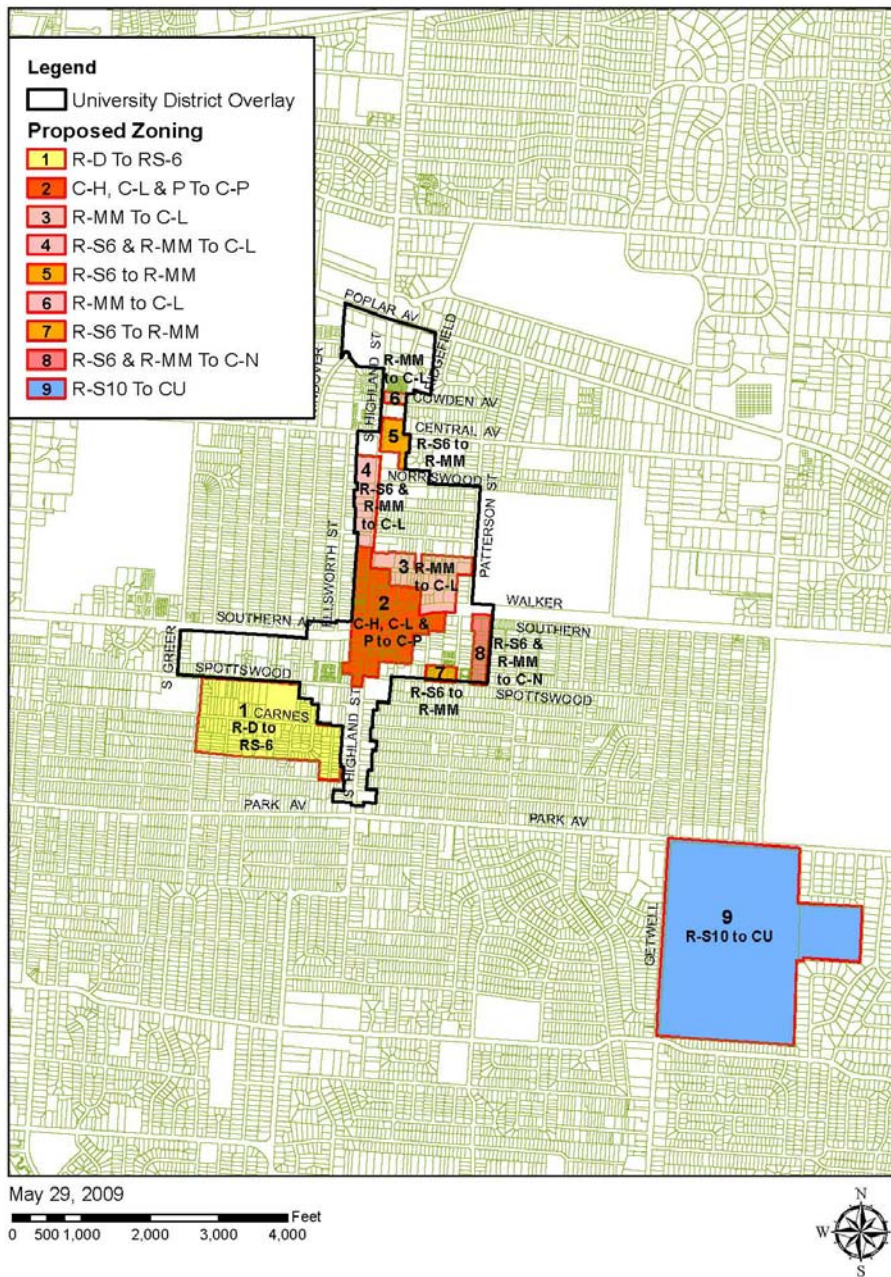 Legend
University District Overlay
Proposed Zoning
1 R-D To RS-6
2 C-H, C-L & P To C-P
3 R-MM To C-L
4 R-S6 & R-MM To C-L
5 R-S6 to R-MM
6 R-MM to C-L
7 R-S6 To R-MM
8 R-S6 & R-MM To C-N
9 R-S10 To CU
POPLAR AV
S HIGHLAND ST
RIDGEFIELD
R-MM
to C-L
6
COWDEN AV
5
CENTRAL AV
R-S6 to
R-MM
4
NORRISWOOD
R-S6 &
R-MM
to C-L
PATTERSON ST
ELLSWORTH ST
3
R-MM
to C-L
2
C-H, C-L &
P to C-P
WALKER
SOUTHERN AV
SOUTHERN
8
R-S6 &
R-MM
to C-N
S GREER
SPOTTSWOOD
7
R-S6 to
R-MM
SPOTTSWOOD
1
CARNES
R-D to
RS-6
S HIGHLAND ST
PARK AV
PARK AV
GETWELL
9
R-S10 to CU
May 29, 2009
Feet
0 500 1,000 2,000 3,000 4,000
N
W E
S